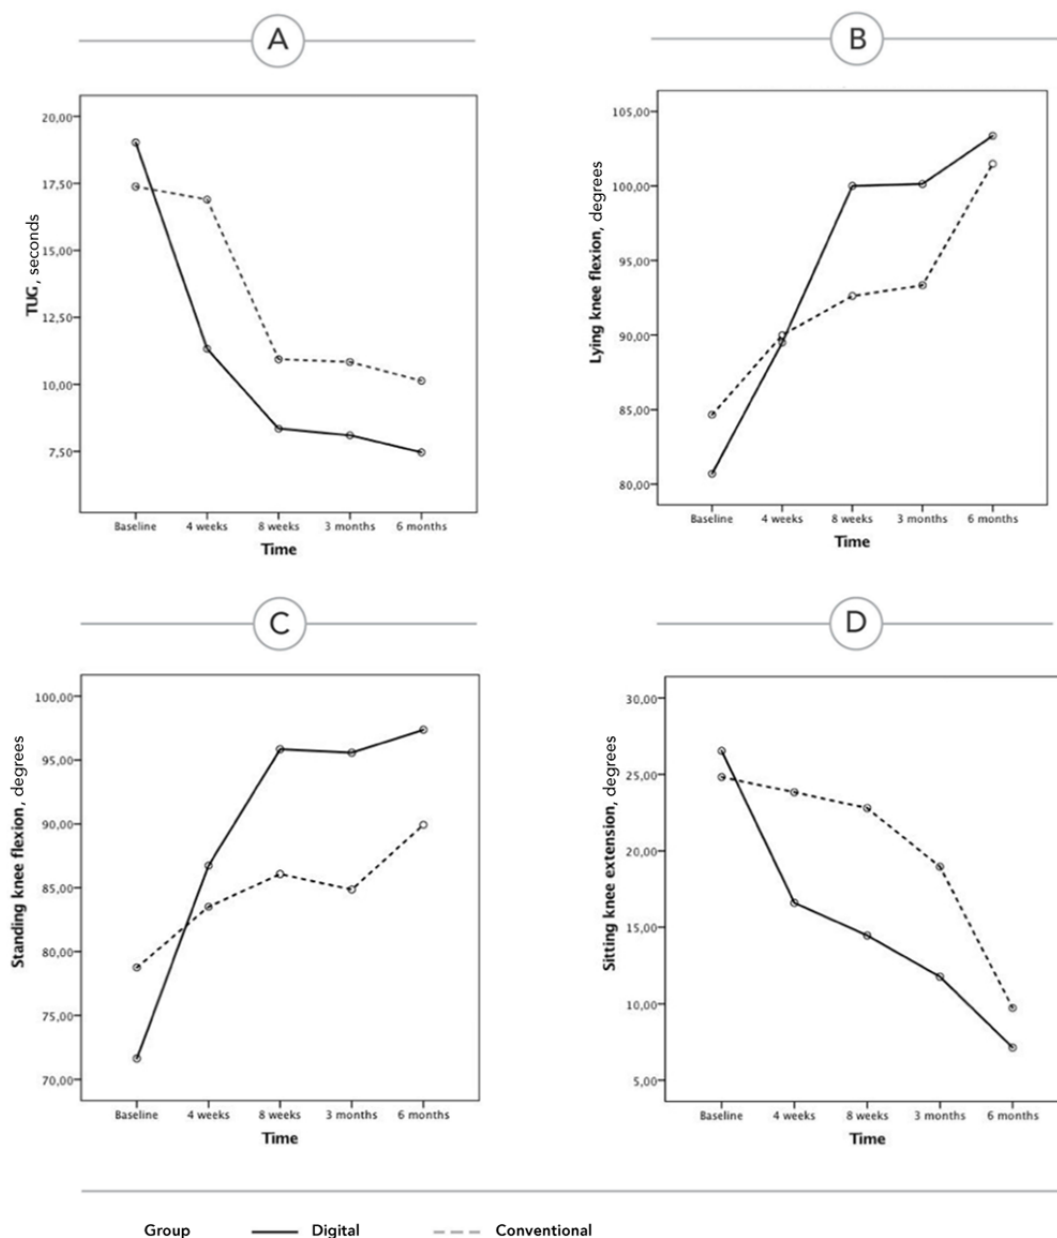 A
TUG, seconds
20,00
17,50
15,00
12,50
10,00
7,50
Baseline 4 weeks 8 weeks 3 months 6 months
Time
B
Lying knee flexion, degrees
105,00
100,00
95,00
90,00
85,00
80,00
Baseline 4 weeks 8 weeks 3 months 6 months
Time
C
Standing knee flexion, degrees
100,00
95,00
90,00
85,00
80,00
75,00
70,00
Baseline 4 weeks 8 weeks 3 months 6 months
Time
D
Sitting knee extension, degrees
30,00
25,00
20,00
15,00
10,00
5,00
Baseline 4 weeks 8 weeks 3 months 6 months
Time
Group Digital Conventional